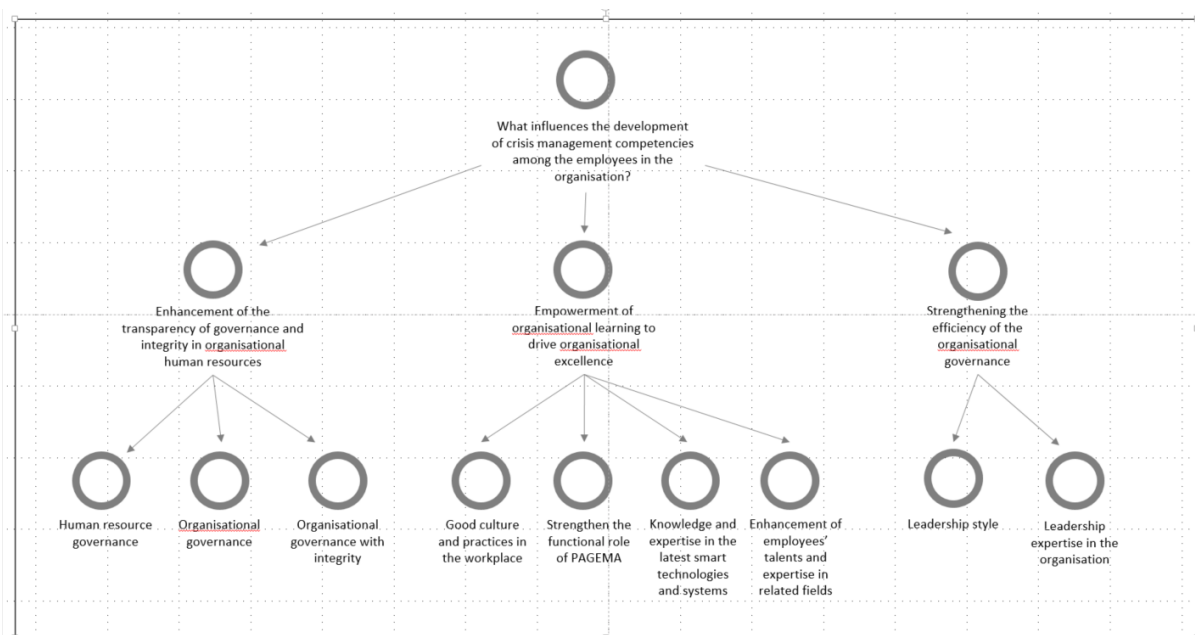 What influences the development
of crisis management competencies
among the employees in the
organisation?
Enhancement of the
transparency of governance and
integrity in organisational
human resources
Empowerment of
organisational learning to
drive organisational
excellence
Strengthening the
efficiency of the
organisational
governance
Human resource
governance
Organisational
governance
Organisational
governance with
integrity
Good culture
and practices in
the workplace
Strengthen the
functional role
of PAGEMA
Knowledge and
expertise in the
latest smart
technologies
and systems
Enhancement of
employees’
talents and
expertise in
related fields
Leadership style
Leadership
expertise in the
organisation